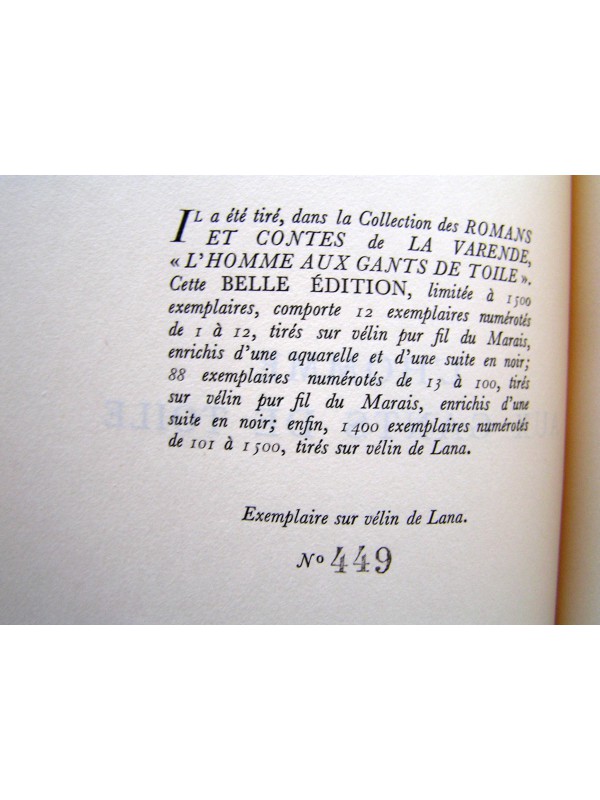 IL a été tiré, dans la Collection des ROMANS
ET CONTES de LA VARENDE,
« L'HOMME AUX GANTS DE TOILE ».
Cette BELLE ÉDITION, limitée à 1500
exemplaires, comporte 12 exemplaires numérotés
de 1 à 12, tirés sur vélin pur fil du Marais,
enrichis d'une aquarelle et d'une suite en noir;
88 exemplaires numérotés de 13 à 100, tirés
sur vélin pur fil du Marais, enrichis d'une
suite en noir; enfin, 1400 exemplaires numérotés
de 101 à 1500, tirés sur vélin de Lana.
Exemplaire sur vélin de Lana.
Nº 449